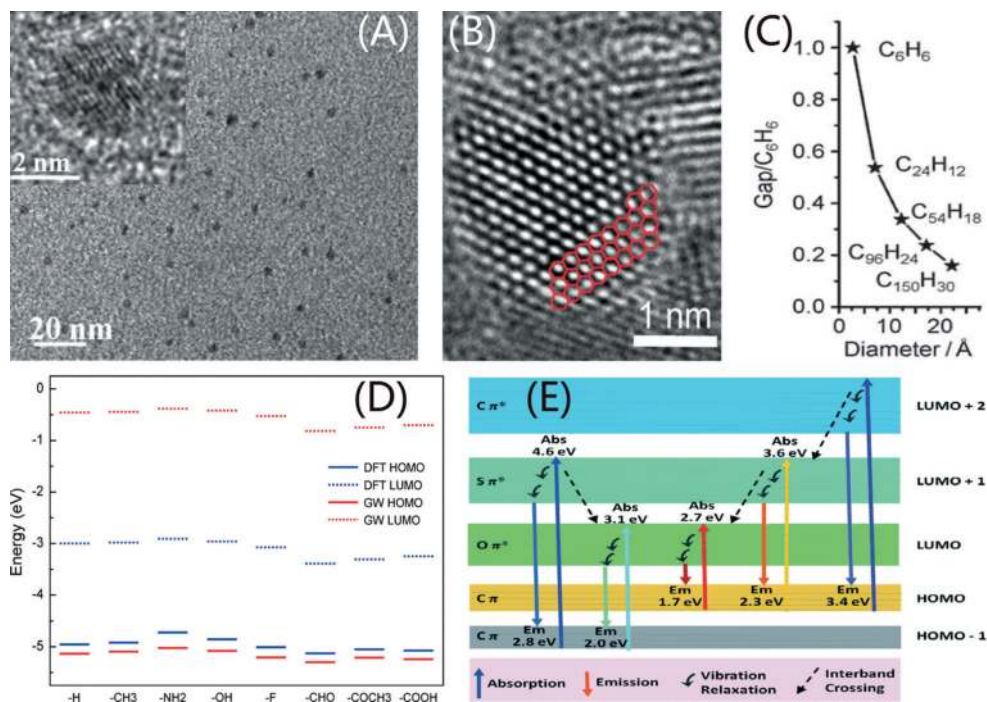 (A)
2 nm
20 nm
(B)
1 nm
(C)
Gap/C6H6
1.0
0.8
0.6
0.4
0.2
0.0
C6H6
C24H12
C54H18
C96H24
C150H30
0 10 20
Diameter / Å
(D)
Energy (eV)
0
-1
-2
-3
-4
-5
DFT HOMO
DFT LUMO
GW HOMO
GW LUMO
-H -CH3 -NH2 -OH -F -CHO -COCH3 -COOH
(E)
C π*
LUMO + 2
Abs
4.6 eV
Abs
3.6 eV
S π*
LUMO + 1
Abs
3.1 eV
Abs
2.7 eV
O π*
LUMO
C π
Em
1.7 eV
Em
2.3 eV
Em
3.4 eV
HOMO
C π
Em
2.8 eV
Em
2.0 eV
HOMO - 1
Absorption
Emission
Vibration
Relaxation
Interband
Crossing